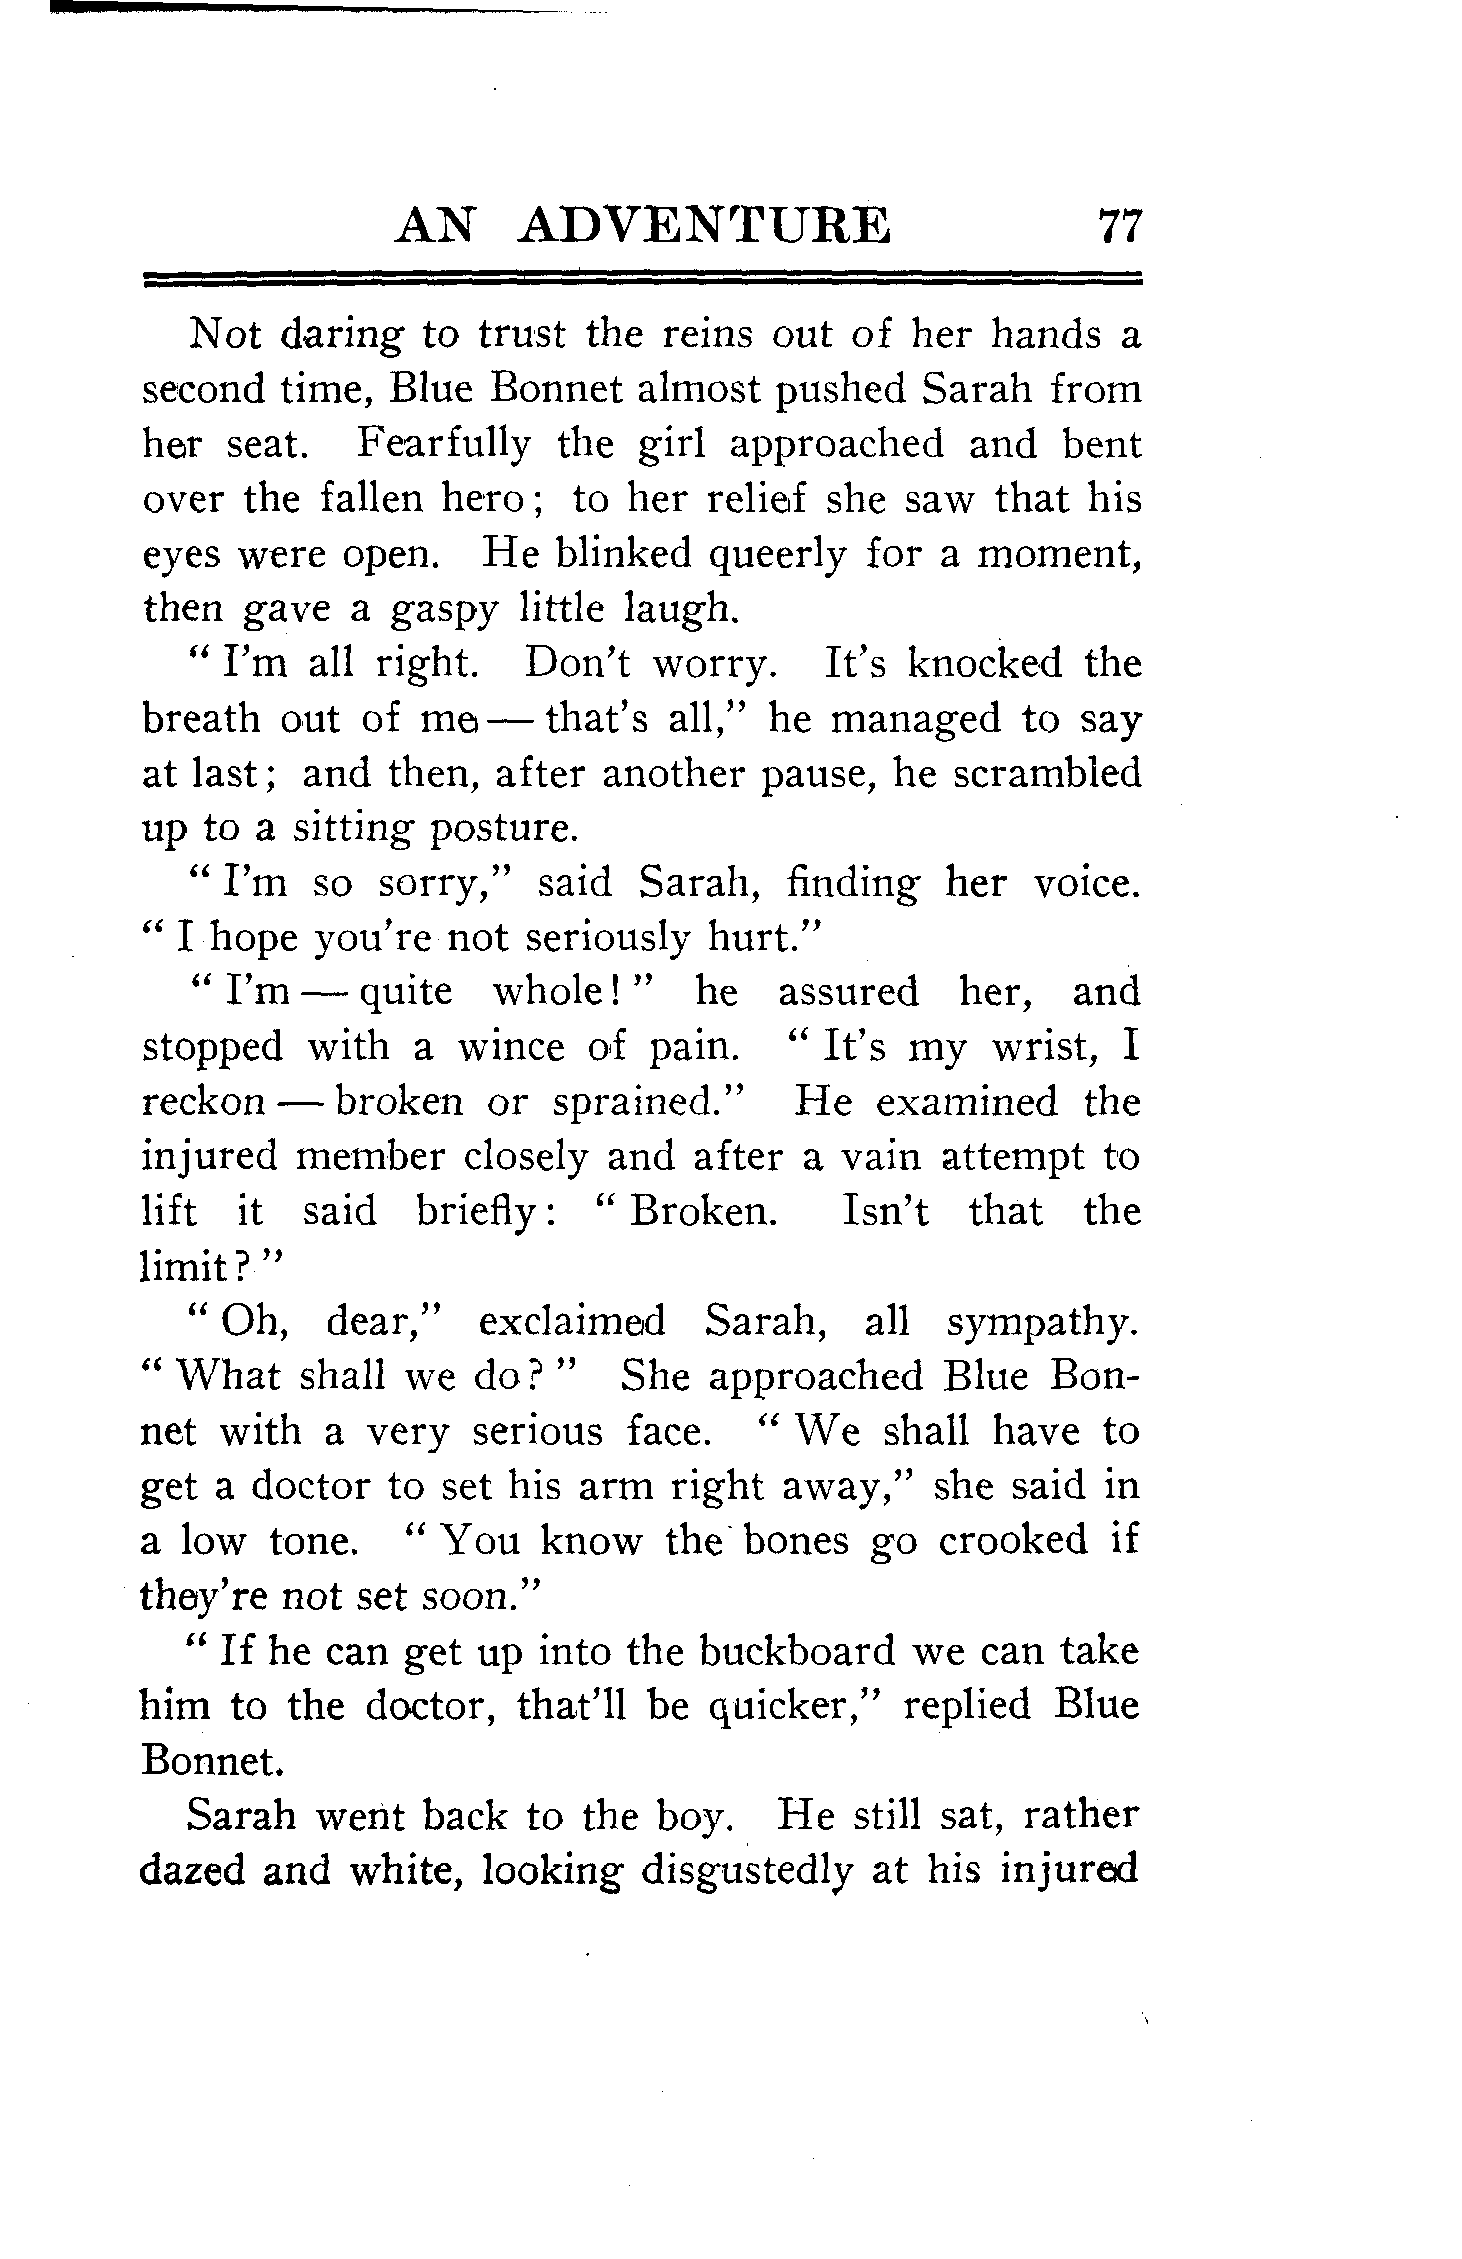 AN ADVENTURE 77
Not daring to trust the reins out of her hands a
second time, Blue Bonnet almost pushed Sarah from
her seat. Fearfully the girl approached and bent
over the fallen hero; to her relief she saw that his
eyes were open. He blinked queerly for a moment,
then gave a gaspy little laugh.
"I'm all right. Don't worry. It's knocked the
breath out of me — that's all," he managed to say
at last; and then, after another pause, he scrambled
up to a sitting posture.
"I'm so sorry," said Sarah, finding her voice.
"I hope you're not seriously hurt."
"I'm — quite whole!" he assured her, and
stopped with a wince of pain. "It's my wrist, I
reckon — broken or sprained." He examined the
injured member closely and after a vain attempt to
lift it said briefly: "Broken. Isn't that the
limit?"
"Oh, dear," exclaimed Sarah, all sympathy.
"What shall we do?" She approached Blue Bon-
net with a very serious face. "We shall have to
get a doctor to set his arm right away," she said in
a low tone. "You know the bones go crooked if
they're not set soon."
"If he can get up into the buckboard we can take
him to the doctor, that'll be quicker," replied Blue
Bonnet.
Sarah went back to the boy. He still sat, rather
dazed and white, looking disgustedly at his injured